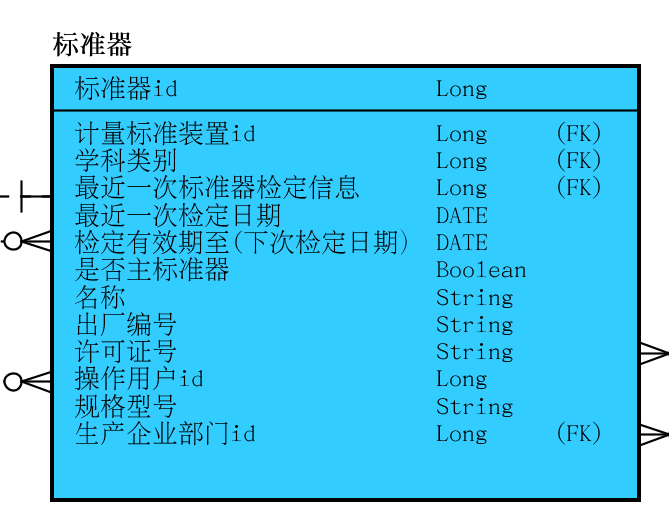 标准器
标准器id Long
计量标准装置id Long (FK)
学科类别 Long (FK)
最近一次标准器检定信息 Long (FK)
最近一次检定日期 DATE
检定有效期至(下次检定日期) DATE
是否主标准器 Boolean
名称 String
出厂编号 String
许可证号 String
操作用户id Long
规格型号 String
生产企业部门id Long (FK)